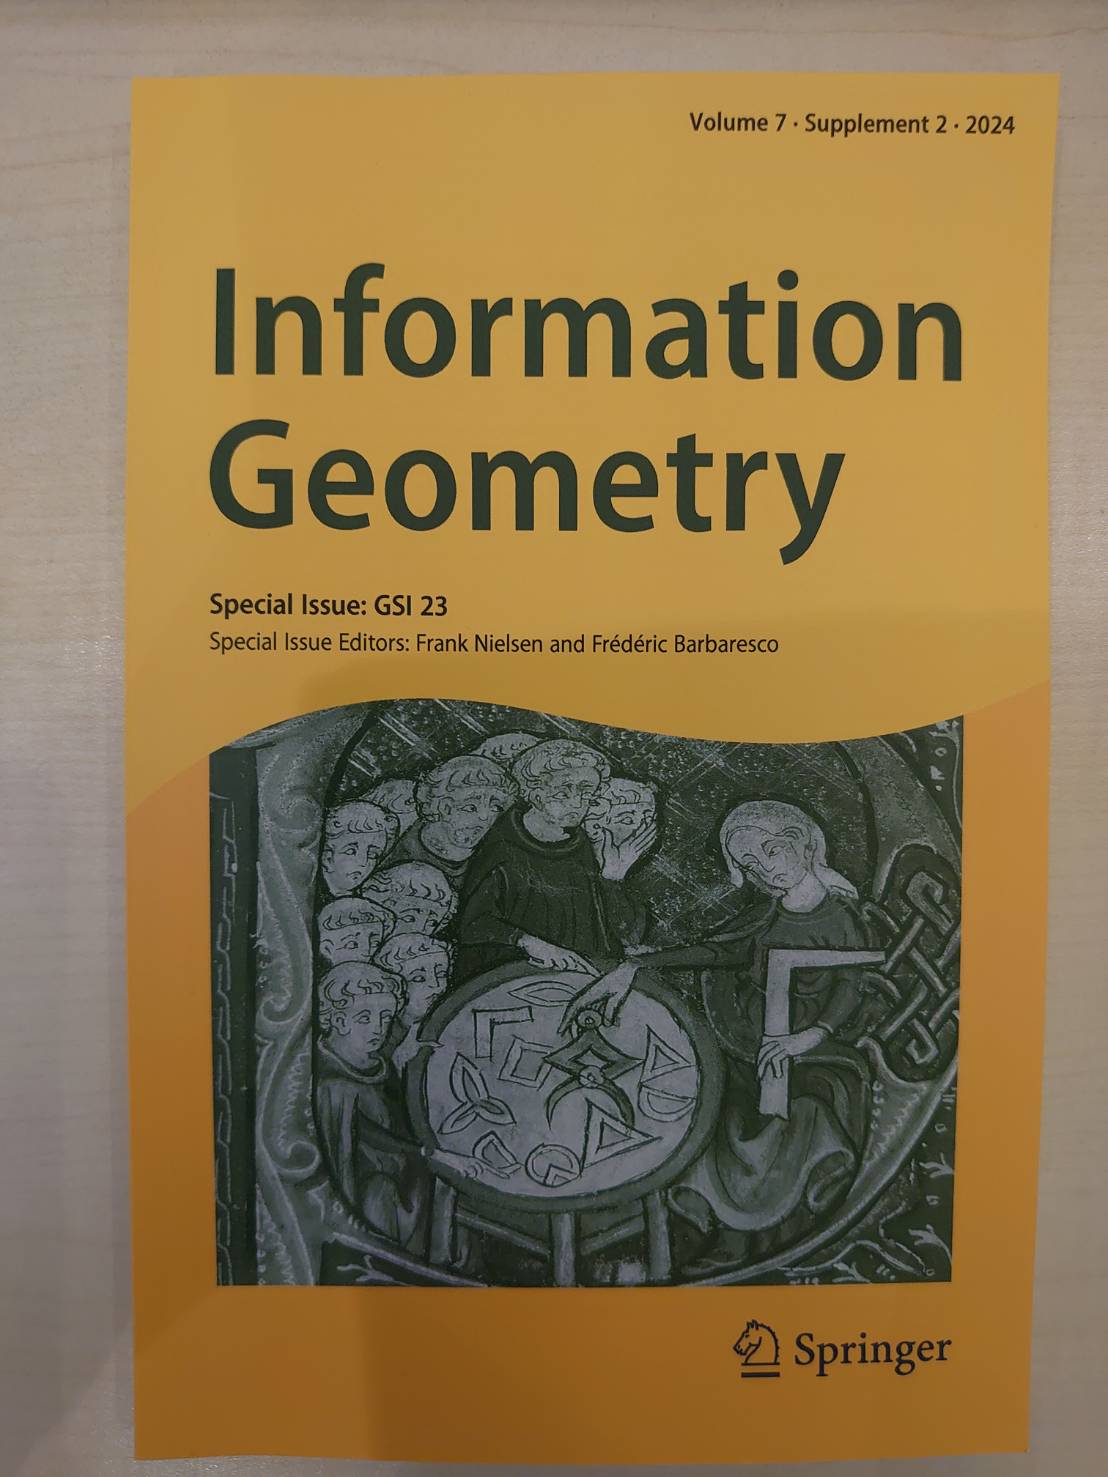 Volume 7 · Supplement 2 · 2024
Information
Geometry
Special Issue: GSI 23
Special Issue Editors: Frank Nielsen and Frédéric Barbaresco
Springer